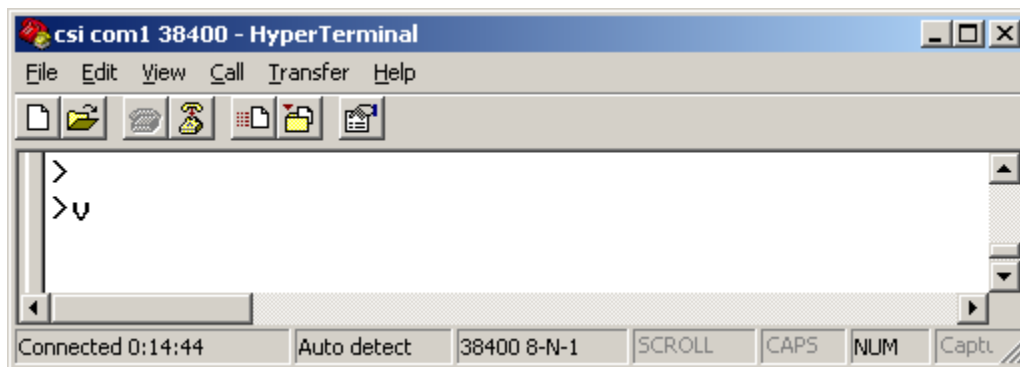 csi com1 38400 - HyperTerminal
File Edit View Call Transfer Help
>
>v
Connected 0:14:44 Auto detect 38400 8-N-1 SCROLL CAPS NUM